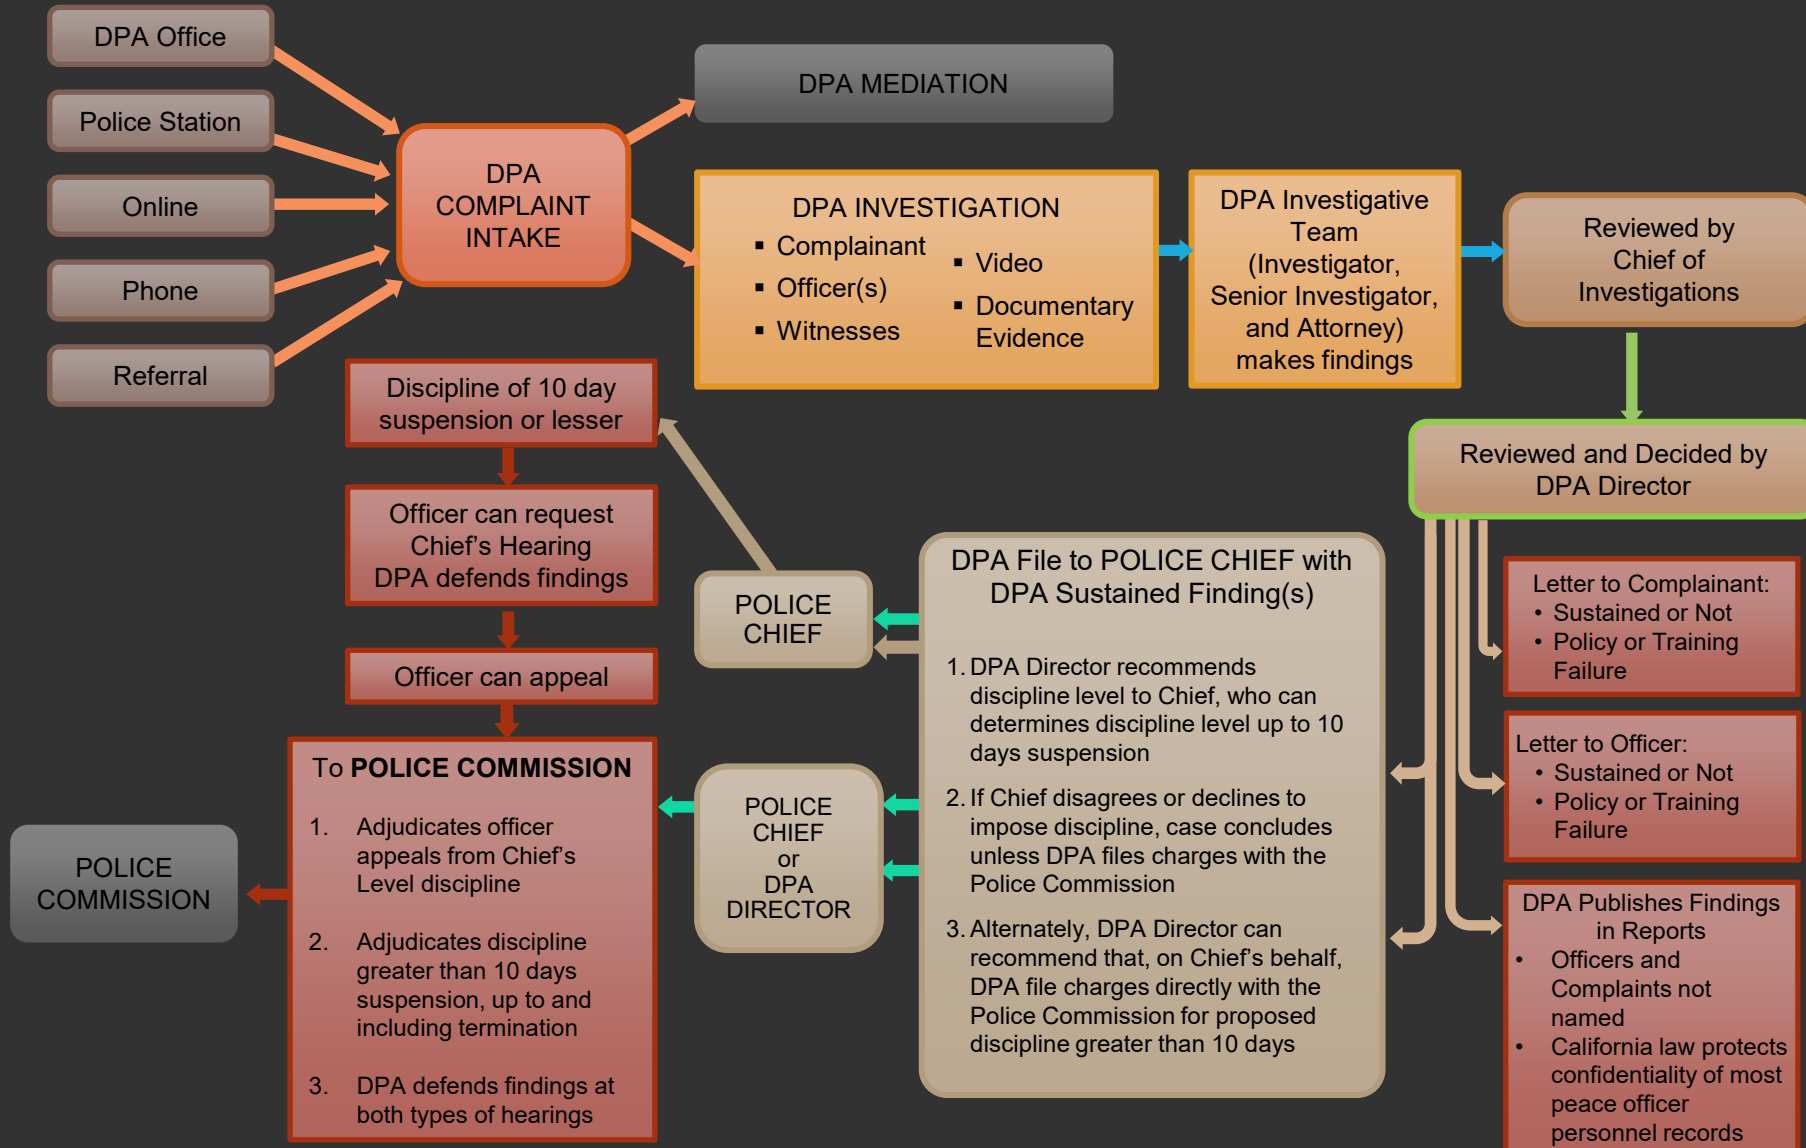 DPA Office
Police Station
Online
Phone
Referral
DPA
COMPLAINT
INTAKE
DPA MEDIATION
DPA INVESTIGATION
▪ Complainant
▪ Officer(s)
▪ Witnesses
▪ Video
▪ Documentary
Evidence
DPA Investigative
Team
(Investigator,
Senior Investigator,
and Attorney)
makes findings
Reviewed by
Chief of
Investigations
Reviewed and Decided by
DPA Director
Letter to Complainant:
• Sustained or Not
• Policy or Training
Failure
Letter to Officer:
• Sustained or Not
• Policy or Training
Failure
DPA Publishes Findings
in Reports
• Officers and
Complaints not
named
• California law protects
confidentiality of most
peace officer
personnel records
DPA File to POLICE CHIEF with
DPA Sustained Finding(s)
1. DPA Director recommends
discipline level to Chief, who can
determines discipline level up to 10
days suspension
2. If Chief disagrees or declines to
impose discipline, case concludes
unless DPA files charges with the
Police Commission
3. Alternately, DPA Director can
recommend that, on Chief's behalf,
DPA file charges directly with the
Police Commission for proposed
discipline greater than 10 days
POLICE
CHIEF
POLICE
CHIEF
or
DPA
DIRECTOR
Discipline of 10 day
suspension or lesser
Officer can request
Chief's Hearing
DPA defends findings
Officer can appeal
To POLICE COMMISSION
1. Adjudicates officer
appeals from Chief's
Level discipline
2. Adjudicates discipline
greater than 10 days
suspension, up to and
including termination
3. DPA defends findings at
both types of hearings
POLICE
COMMISSION